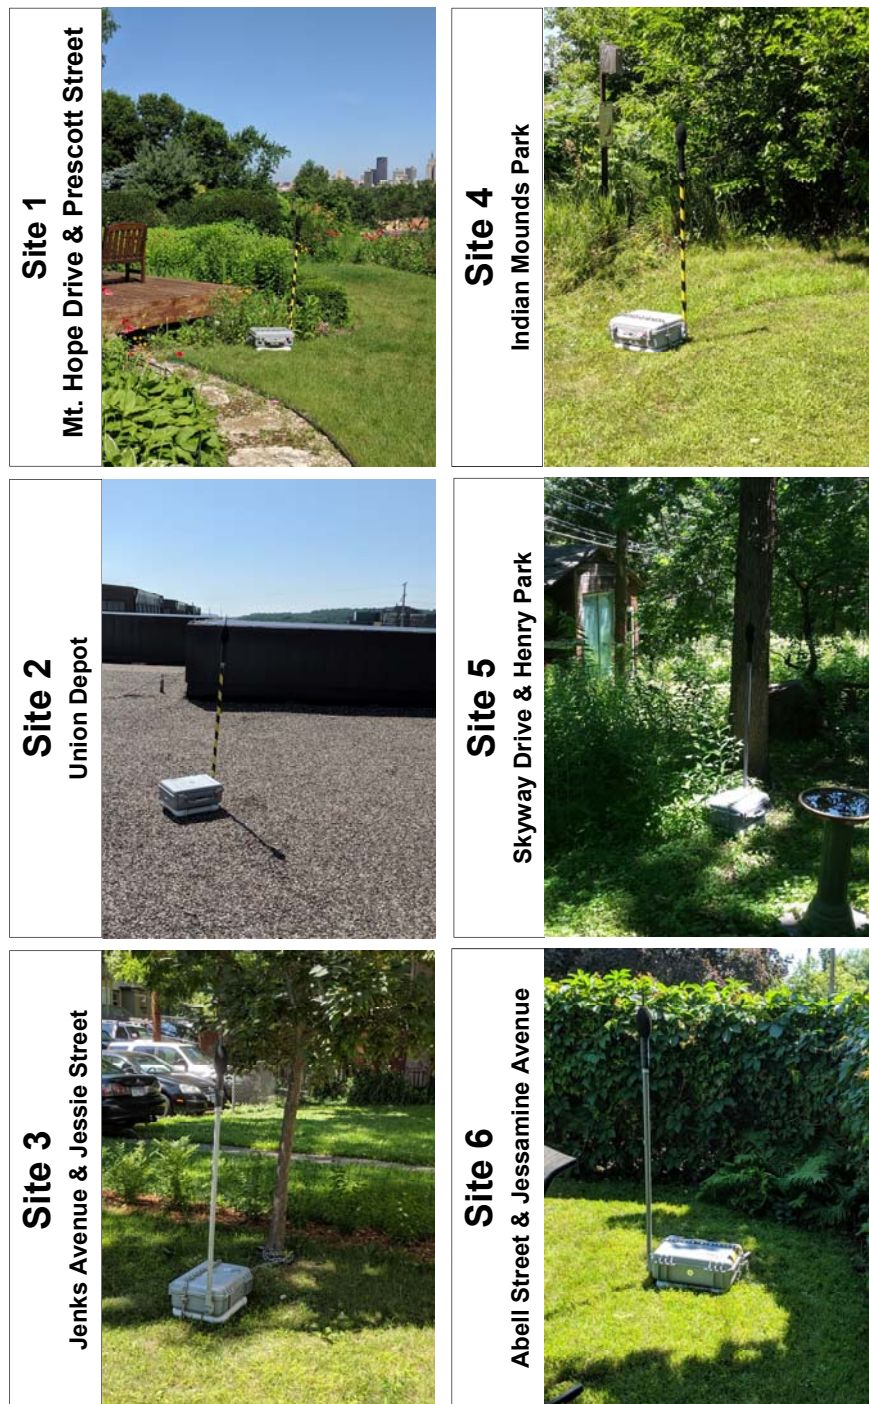 Site 1
Mt. Hope Drive & Prescott Street
Site 2
Union Depot
Site 3
Jenks Avenue & Jessie Street
Site 4
Indian Mounds Park
Site 5
Skyway Drive & Henry Park
Site 6
Abell Street & Jessamine Avenue